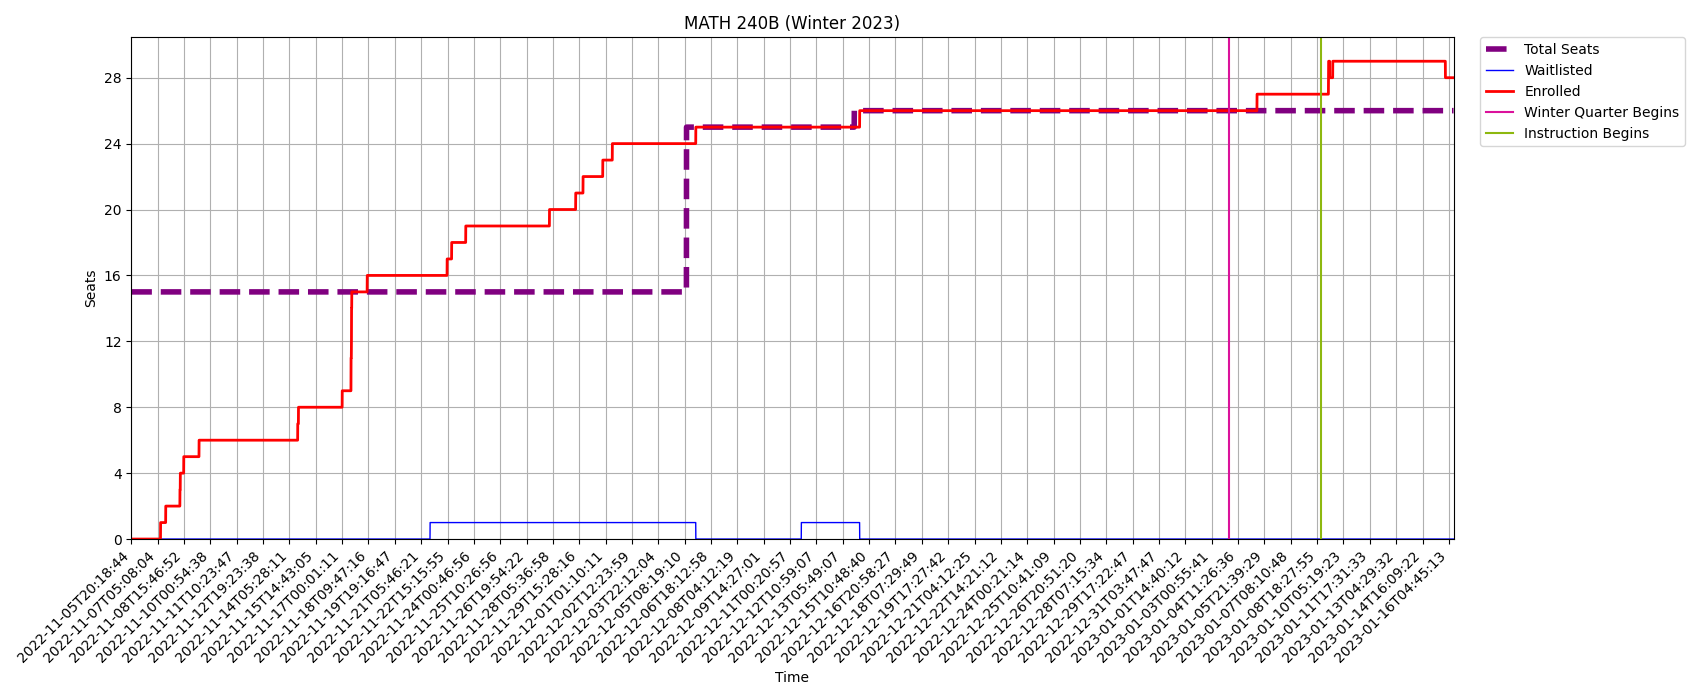 MATH 240B (Winter 2023)
Total Seats
Waitlisted
Enrolled
Winter Quarter Begins
Instruction Begins
Seats
28
24
20
16
12
8
4
0
2022-11-05T20:18:44
2022-11-07T05:08:04
2022-11-08T15:46:52
2022-11-10T00:54:38
2022-11-11T10:23:47
2022-11-12T19:23:38
2022-11-14T05:28:11
2022-11-15T14:43:05
2022-11-17T00:01:11
2022-11-18T09:47:16
2022-11-19T19:16:47
2022-11-21T05:46:21
2022-11-22T15:15:55
2022-11-24T00:46:56
2022-11-25T10:26:56
2022-11-26T19:54:22
2022-11-28T05:36:58
2022-11-29T15:28:16
2022-12-01T01:10:11
2022-12-02T12:23:59
2022-12-03T22:12:04
2022-12-05T08:19:10
2022-12-06T18:12:50
2022-12-08T04:12:19
2022-12-09T14:27:01
2022-12-11T00:20:57
2022-12-12T10:59:07
2022-12-13T05:49:07
2022-12-15T10:48:40
2022-12-16T20:58:27
2022-12-18T07:29:49
2022-12-19T17:27:42
2022-12-21T04:12:25
2022-12-22T14:21:12
2022-12-24T00:21:14
2022-12-25T10:41:09
2022-12-26T20:51:20
2022-12-28T07:15:34
2022-12-29T17:22:47
2022-12-31T03:47:47
2023-01-01T14:40:12
2023-01-03T00:55:41
2023-01-04T11:26:36
2023-01-05T21:39:29
2023-01-07T08:10:48
2023-01-08T18:27:55
2023-01-10T05:19:23
2023-01-11T17:31:33
2023-01-13T04:29:32
2023-01-14T16:09:22
2023-01-16T04:45:13
Time